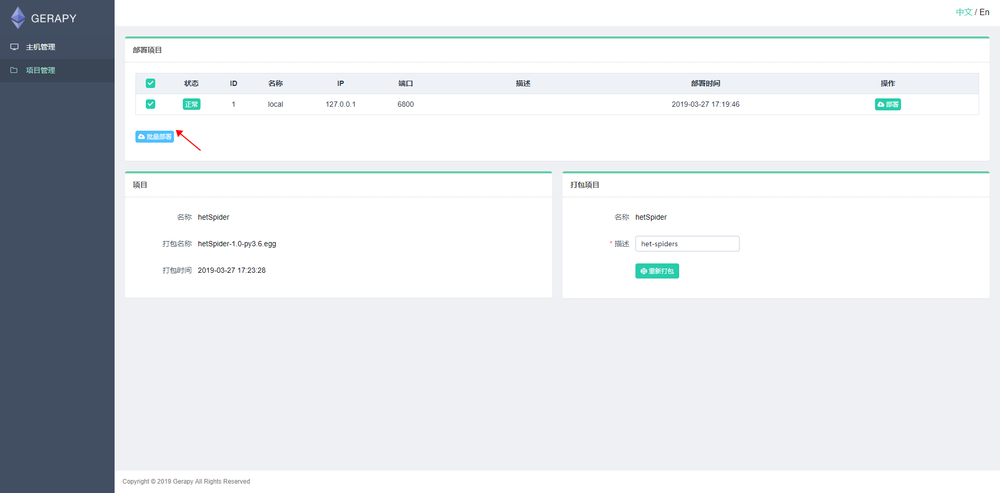 GERAPY
中文 / En
主机管理
项目管理
部署项目
状态 ID 名称 IP 端口 描述 部署时间 操作
正常 1 local 127.0.0.1 6800 2019-03-27 17:19:46 部署
批量部署
项目
名称 hetSpider
打包名称 hetSpider-1.0-py3.6.egg
打包时间 2019-03-27 17:23:28
打包项目
名称 hetSpider
* 描述 het-spiders
重新打包
Copyright © 2019 Gerapy All Rights Reserved